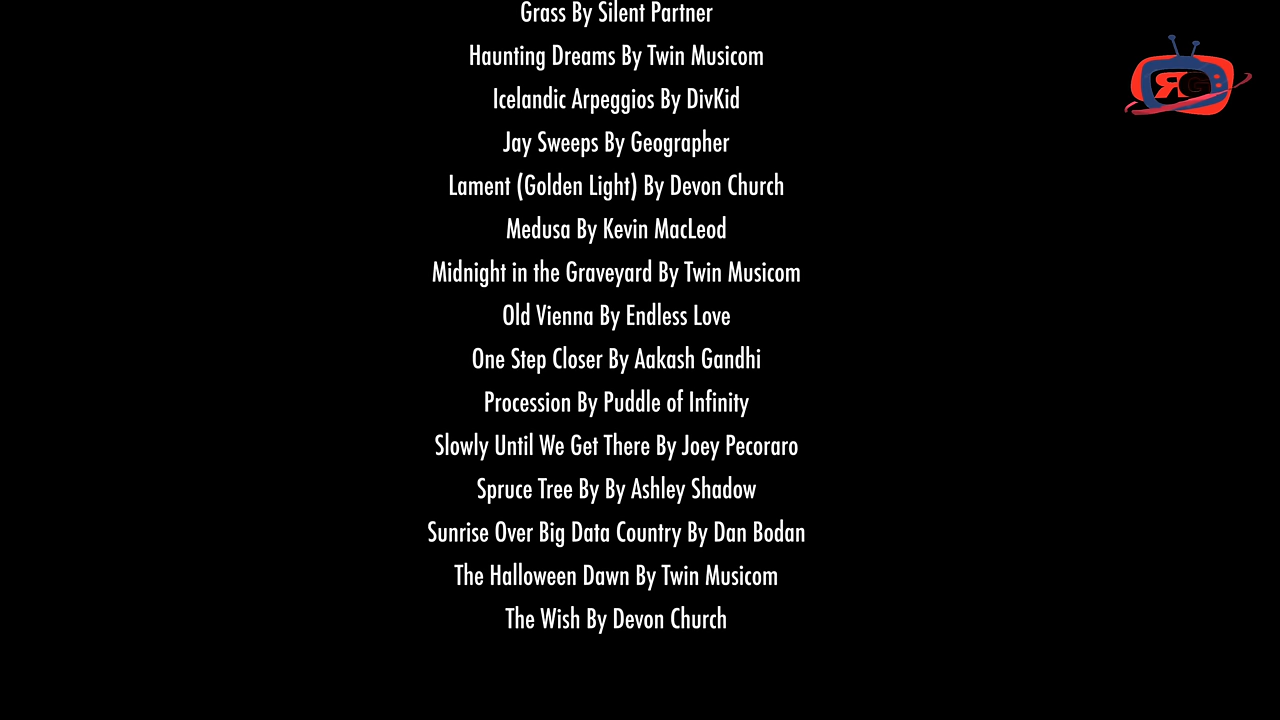 Grass By Silent Partner
Haunting Dreams By Twin Musicom
Icelandic Arpeggios By DivKid
Jay Sweeps By Geographer
Lament (Golden Light) By Devon Church
Medusa By Kevin MacLeod
Midnight in the Graveyard By Twin Musicom
Old Vienna By Endless Love
One Step Closer By Aakash Gandhi
Procession By Puddle of Infinity
Slowly Until We Get There By Joey Pecoraro
Spruce Tree By By Ashley Shadow
Sunrise Over Big Data Country By Dan Bodan
The Halloween Dawn By Twin Musicom
The Wish By Devon Church
ЯG